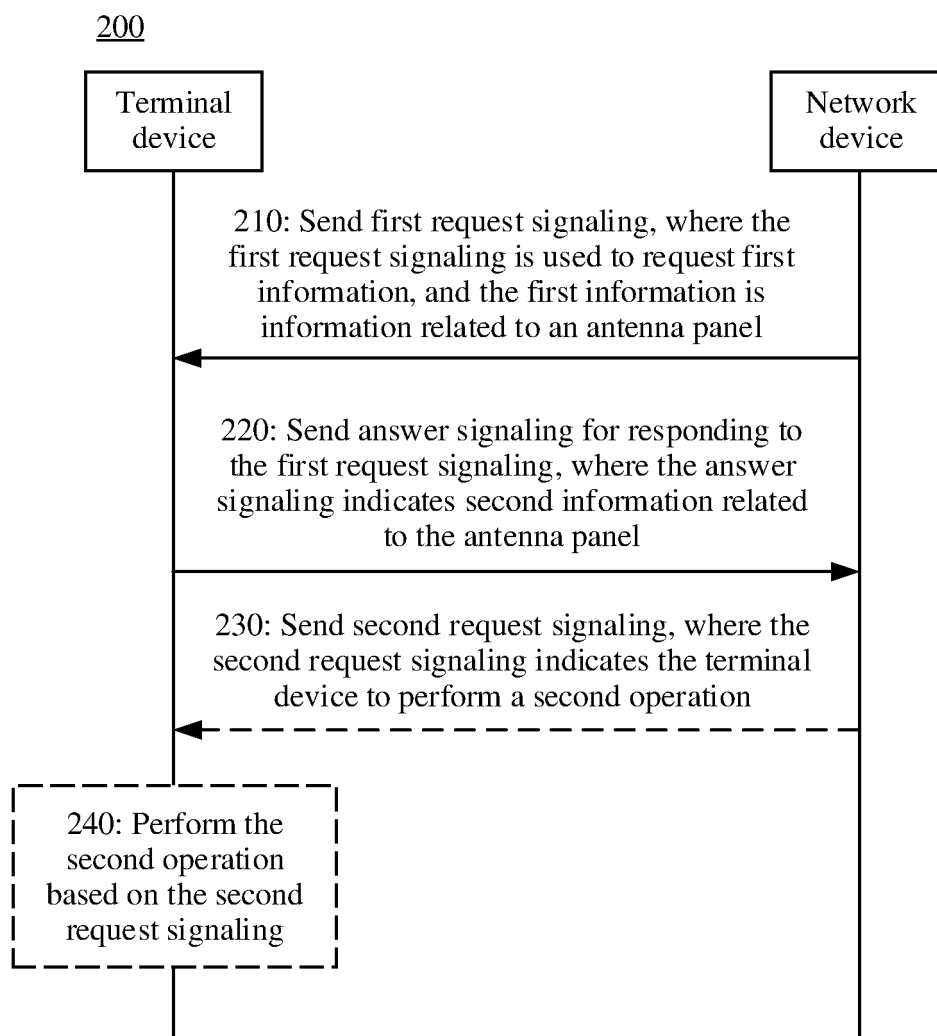 200
Terminal
device
Network
device
210: Send first request signaling, where the
first request signaling is used to request first
information, and the first information is
information related to an antenna panel
220: Send answer signaling for responding to
the first request signaling, where the answer
signaling indicates second information related
to the antenna panel
230: Send second request signaling, where the
second request signaling indicates the terminal
device to perform a second operation
240: Perform the
second operation
based on the second
request signaling